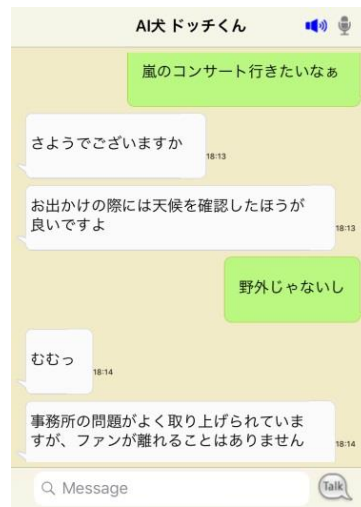 AI犬 ドッチくん
嵐のコンサート行きたいなぁ
さようでございますか
18:13
お出かけの際には天候を確認したほうが
良いですよ
18:13
野外じゃないし
むむっ
18:14
事務所の問題がよく取り上げられていま
すが、ファンが離れることはありません
18:14
Message
Talk